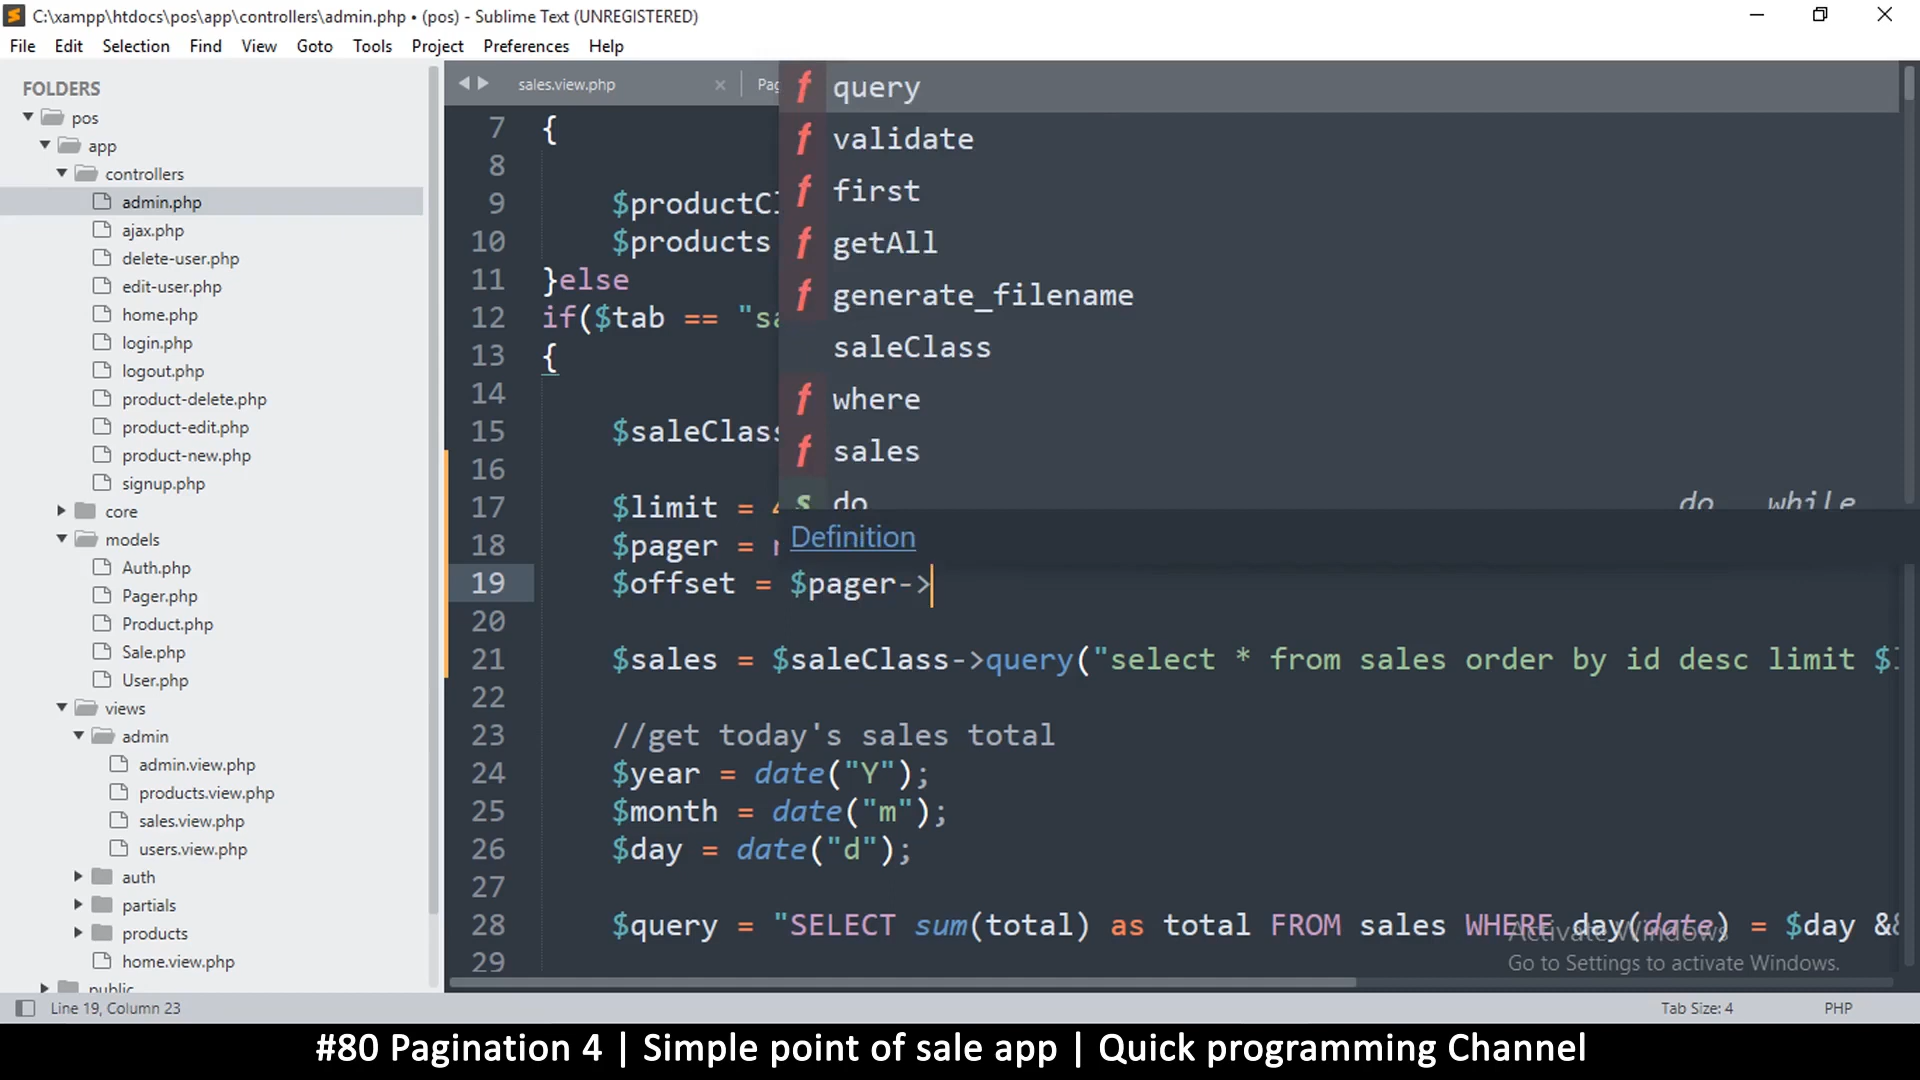 C:\xampp\htdocs\pos\app\controllers\admin.php • (pos) - Sublime Text (UNREGISTERED)
File Edit Selection Find View Goto Tools Project Preferences Help
FOLDERS
pos
app
controllers
admin.php
ajax.php
delete-user.php
edit-user.php
home.php
login.php
logout.php
product-delete.php
product-edit.php
product-new.php
signup.php
core
models
Auth.php
Pager.php
Product.php
Sale.php
User.php
views
admin
admin.view.php
products.view.php
sales.view.php
users.view.php
auth
partials
products
home.view.php
public
sales.view.php
7 {
8
9 $productCl
10 $products
11 }else
12 if($tab == "sa
13 {
14
15 $saleClass
16
17 $limit =
18 $pager =
19 $offset = $pager->
20
21 $sales = $saleClass->query("select * from sales order by id desc limit
22
23 //get today's sales total
24 $year = date("Y");
25 $month = date("m");
26 $day = date("d");
27
28 $query = "SELECT sum(total) as total FROM sales WHERE day(date) = $day &&
29
f query
f validate
f first
f getAll
f generate_filename
saleClass
f where
f sales
s do do while
Definition
Activate Windows
Go to Settings to activate Windows.
Line 19, Column 23
Tab Size: 4
PHP
#80 Pagination 4 | Simple point of sale app | Quick programming Channel